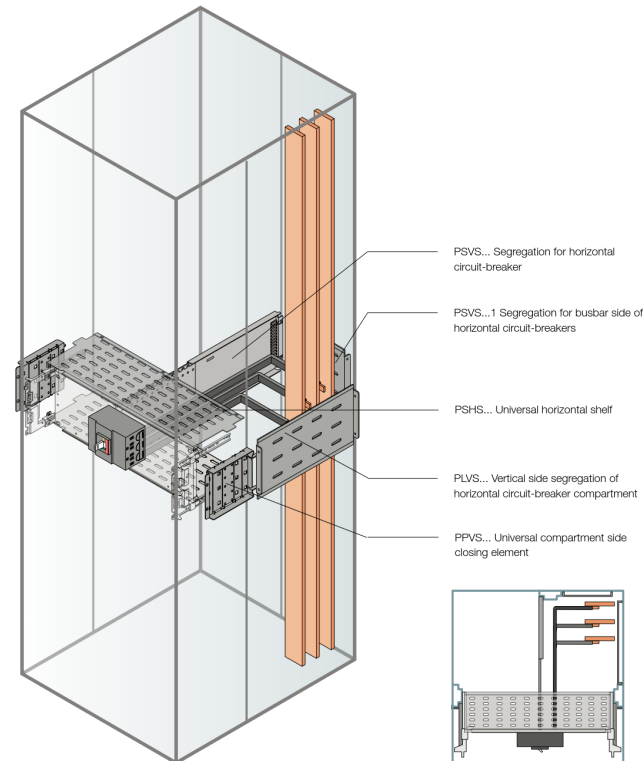 PSVS... Segregation for horizontal
circuit-breaker
PSVS...1 Segregation for busbar side of
horizontal circuit-breakers
PSHS... Universal horizontal shelf
PLVS... Vertical side segregation of
horizontal circuit-breaker compartment
PPVS... Universal compartment side
closing element